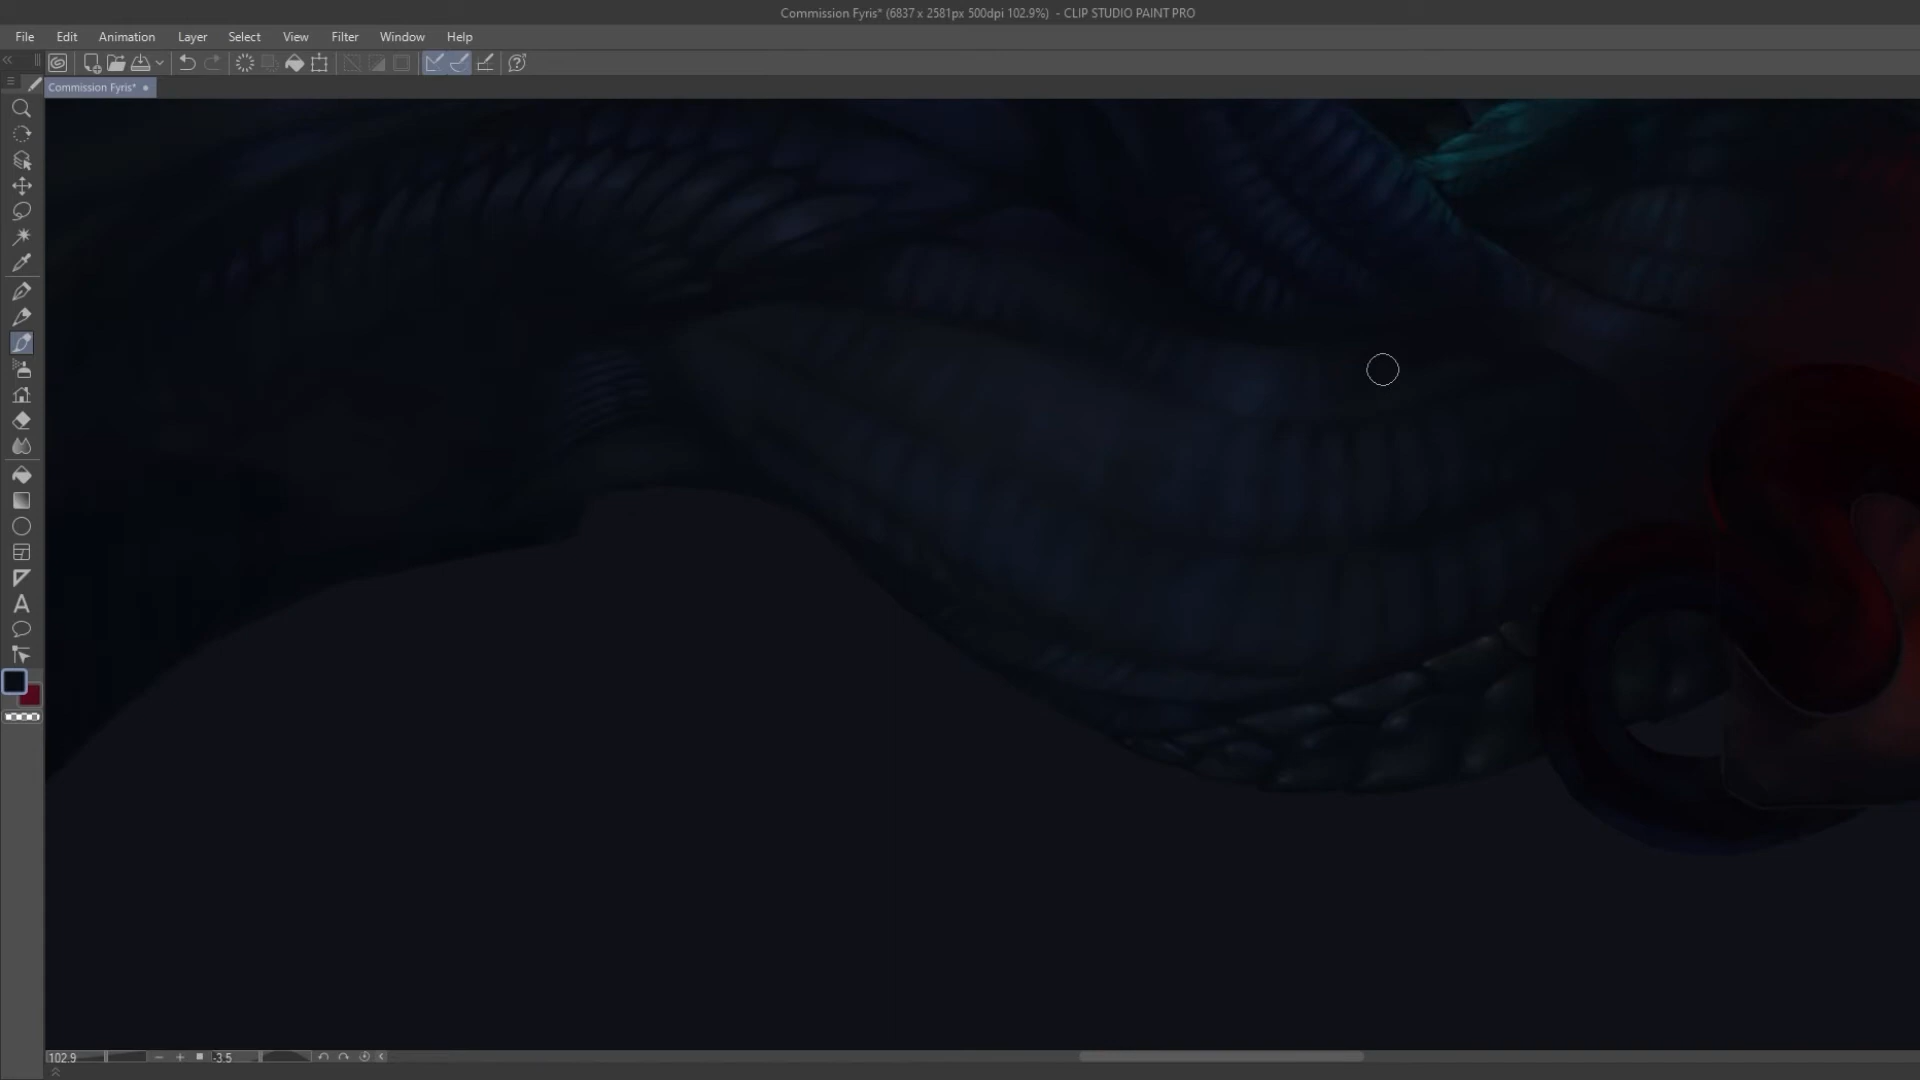 Commission Fyris* (6837 x 2581px 500dpi 102.9%) - CLIP STUDIO PAINT PRO
File Edit Animation Layer Select View Filter Window Help
Commission Fyris*
102.9 -3.5